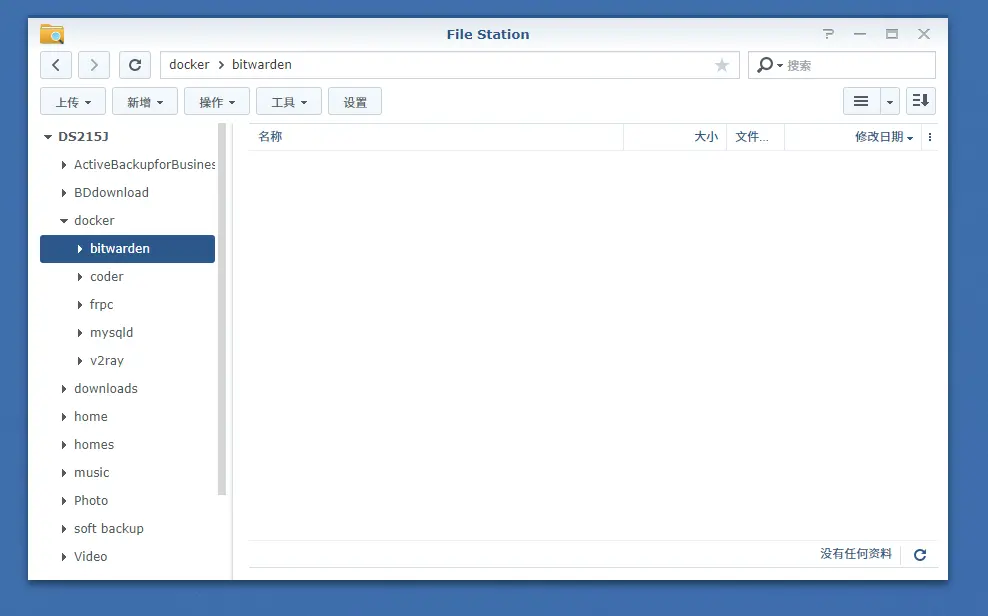 File Station
docker > bitwarden
搜索
上传 新增 操作 工具 设置
DS215J
名称 大小 文件... 修改日期
ActiveBackupforBusines
BDdownload
docker
bitwarden
coder
frpc
mysqld
v2ray
downloads
home
homes
music
Photo
soft backup
Video
没有任何资料